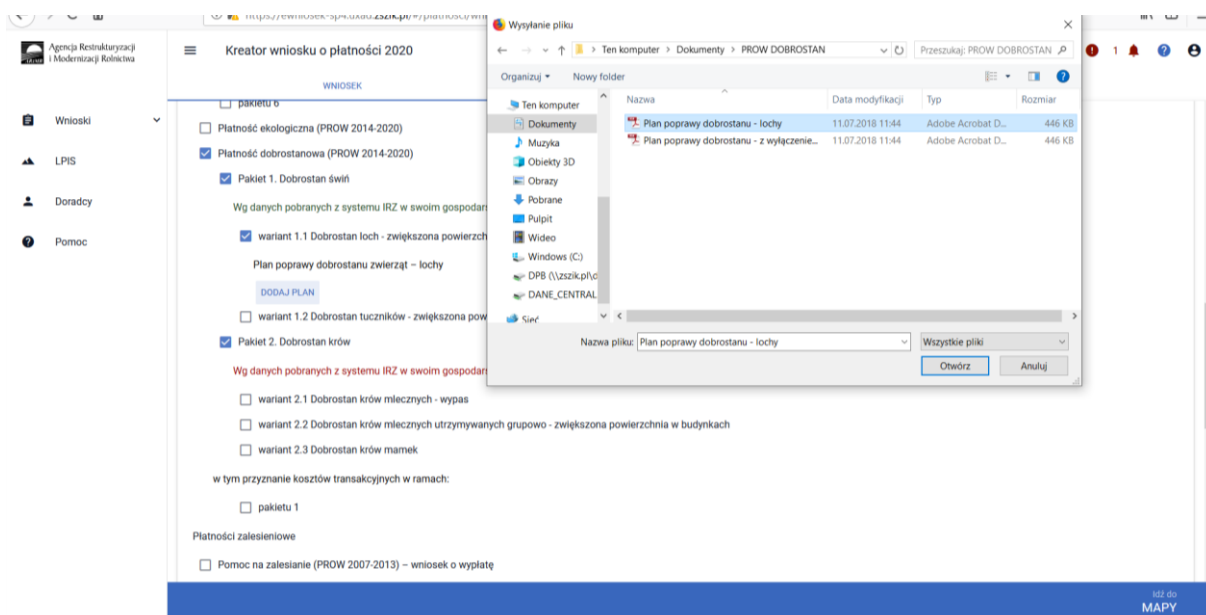 Agencja Restrukturyzacji
i Modernizacji Rolnictwa
Kreator wniosku o płatności 2020
1
WNIOSEK
Wnioski
LPIS
Doradcy
Pomoc
pakietu 6
Płatność ekologiczna (PROW 2014-2020)
Płatność dobrostanowa (PROW 2014-2020)
Pakiet 1. Dobrostan świń
Wg danych pobranych z systemu IRZ w swoim gospodar
wariant 1.1 Dobrostan loch - zwiększona powierzch
Plan poprawy dobrostanu zwierząt – lochy
DODAJ PLAN
wariant 1.2 Dobrostan tuczników - zwiększona pow
Pakiet 2. Dobrostan krów
Wg danych pobranych z systemu IRZ w swoim gospodar
wariant 2.1 Dobrostan krów mlecznych - wypas
wariant 2.2 Dobrostan krów mlecznych utrzymywanych grupowo - zwiększona powierzchnia w budynkach
wariant 2.3 Dobrostan krów mamek
w tym przyznanie kosztów transakcyjnych w ramach:
pakietu 1
Płatności zalesieniowe
Pomoc na zalesianie (PROW 2007-2013) – wniosek o wypłatę
Idź do
MAPY
Wysyłanie pliku
Ten komputer > Dokumenty > PROW DOBROSTAN
Przeszukaj: PROW DOBROSTAN
Organizuj
Nowy folder
Ten komputer
Dokumenty
Muzyka
Obiekty 3D
Obrazy
Pobrane
Pulpit
Wideo
Windows (C:)
DPB (\\zszik.pl\d
DANE_CENTRAL
Sieć
Nazwa Data modyfikacji Typ Rozmiar
Plan poprawy dobrostanu - lochy 11.07.2018 11:44 Adobe Acrobat D... 446 KB
Plan poprawy dobrostanu - z wyłączenie... 11.07.2018 11:44 Adobe Acrobat D... 446 KB
Nazwa pliku: Plan poprawy dobrostanu - lochy
Wszystkie pliki
Otwórz Anuluj